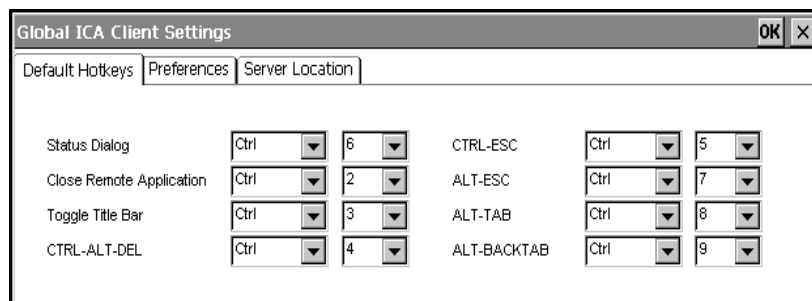 Global ICA Client Settings OK ×
Default Hotkeys Preferences Server Location
Status Dialog Ctrl 6 CTRL-ESC Ctrl 5
Close Remote Application Ctrl 2 ALT-ESC Ctrl 7
Toggle Title Bar Ctrl 3 ALT-TAB Ctrl 8
CTRL-ALT-DEL Ctrl 4 ALT-BACKTAB Ctrl 9